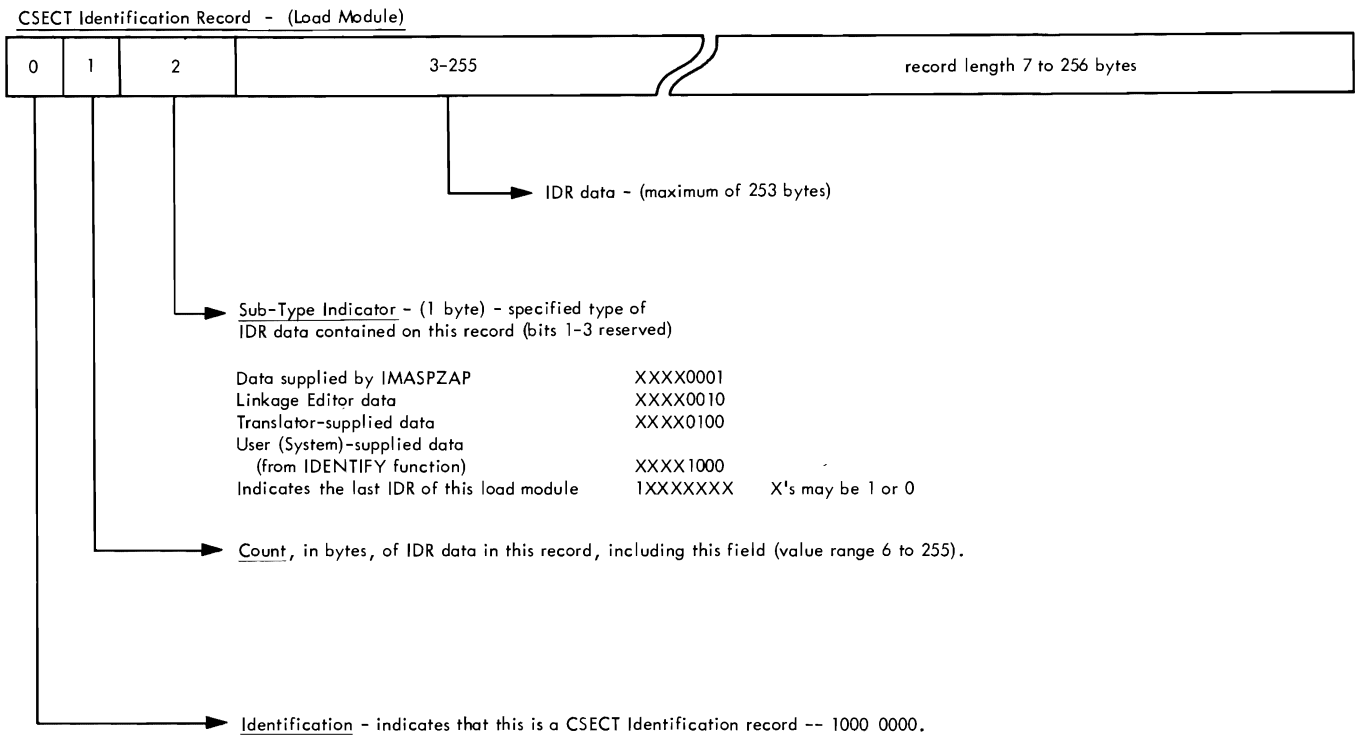 CSECT Identification Record - (Load Module)
0 1 2 3-255 record length 7 to 256 bytes
IDR data - (maximum of 253 bytes)
Sub-Type Indicator - (1 byte) - specified type of
IDR data contained on this record (bits 1-3 reserved)
Data supplied by IMASPZAP XXXX0001
Linkage Editor data XXXX0010
Translator-supplied data XXXX0100
User (System)-supplied data
(from IDENTIFY function) XXXX1000
Indicates the last IDR of this load module 1XXXXXXX X's may be 1 or 0
Count, in bytes, of IDR data in this record, including this field (value range 6 to 255).
Identification - indicates that this is a CSECT Identification record -- 1000 0000.